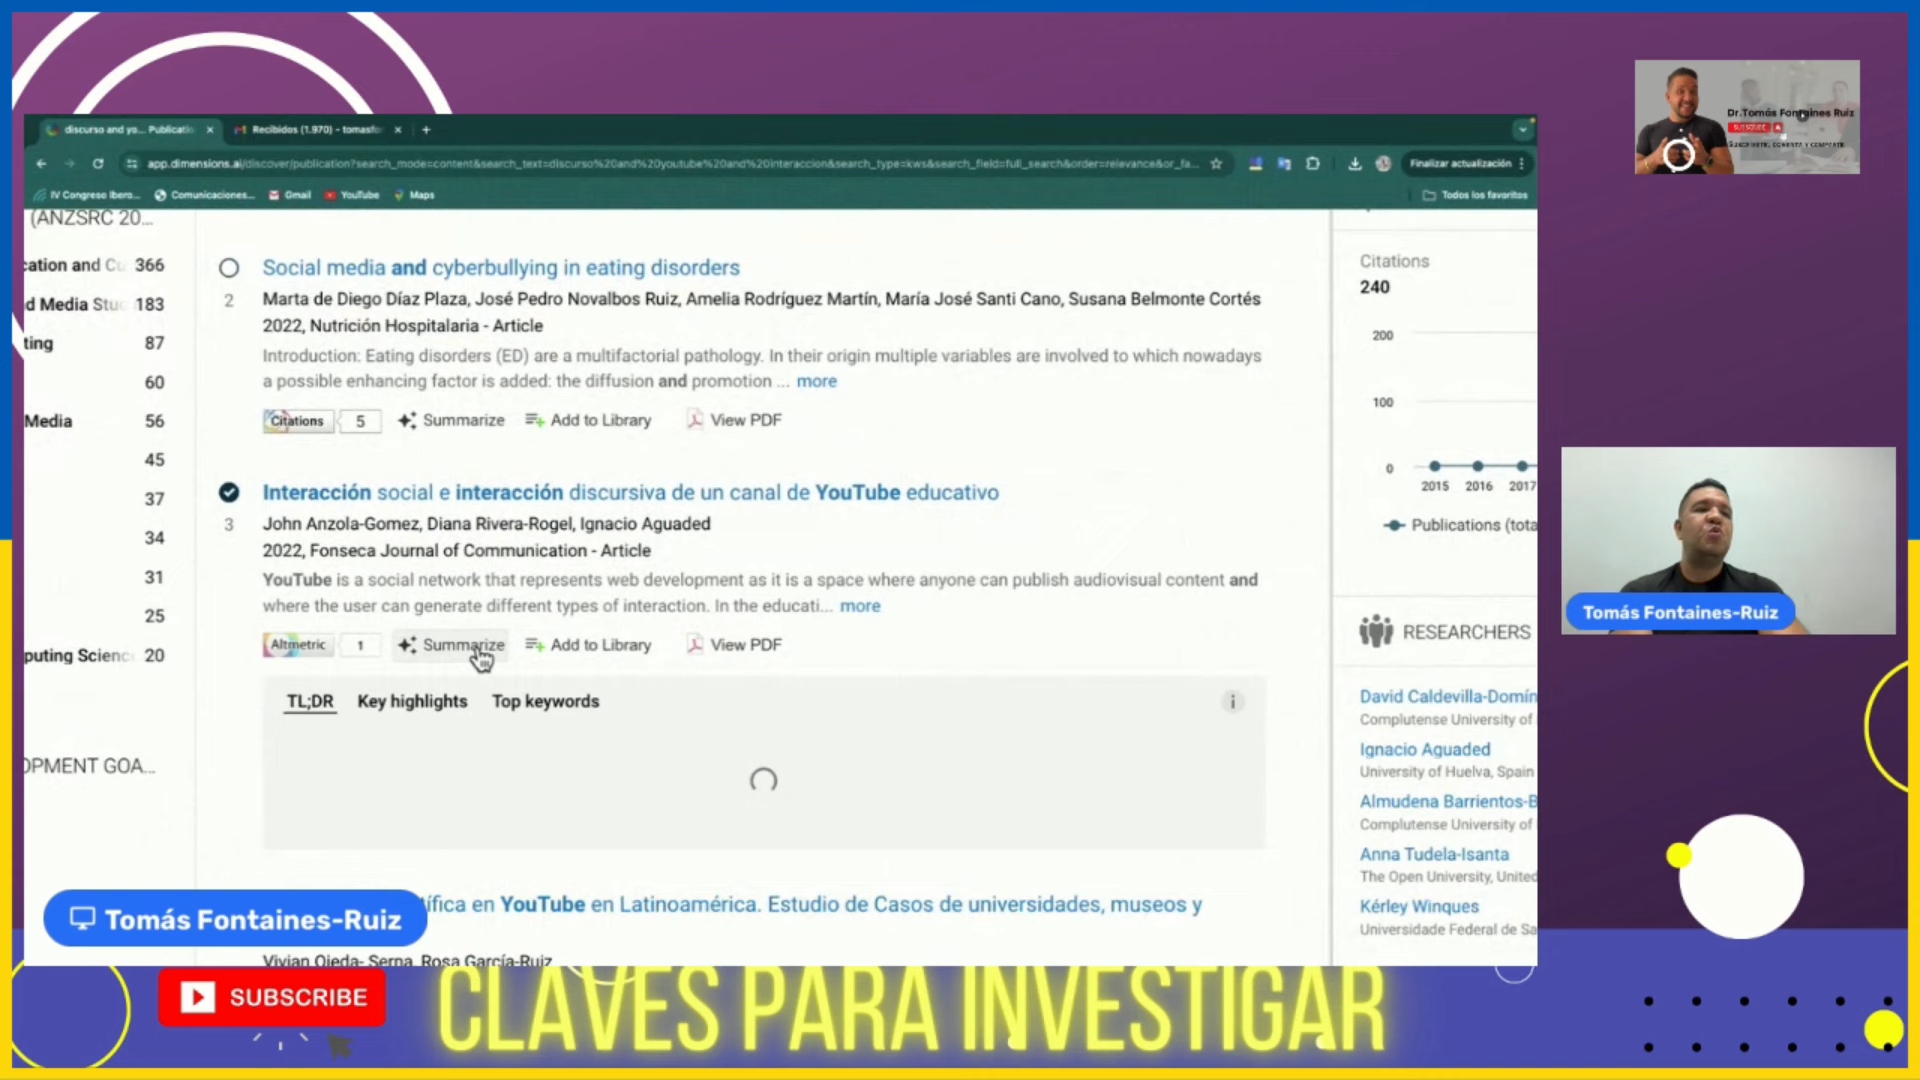 discurso and yo... Publicatio
Recibidos (1.970) - tomasfo
app.dimensions.ai/discover/publication?search_mode=content&search_text=discurso%20and%20youtube%20and%20interaccion&search_type=kws&search_field=full_search&order=relevance&or_fa...
Finalizar actualización
IV Congreso Ibero...
Comunicaciones...
Gmail
YouTube
Maps
Todos los favoritos
Dr.Tomás Fontaines Ruiz
SUBSCRIBE
(ANZSRC 20...
366
d Media Stu 183
ting 87
60
Media 56
45
37
34
31
25
puting Scienc 20
OPMENT GOA...
Social media and cyberbullying in eating disorders
2
Marta de Diego Díaz Plaza, José Pedro Novalbos Ruiz, Amelia Rodríguez Martín, María José Santi Cano, Susana Belmonte Cortés
2022, Nutrición Hospitalaria - Article
Introduction: Eating disorders (ED) are a multifactorial pathology. In their origin multiple variables are involved to which nowadays
a possible enhancing factor is added: the diffusion and promotion ... more
Citations 5 Summarize Add to Library View PDF
Interacción social e interacción discursiva de un canal de YouTube educativo
3
John Anzola-Gomez, Diana Rivera-Rogel, Ignacio Aguaded
2022, Fonseca Journal of Communication - Article
YouTube is a social network that represents web development as it is a space where anyone can publish audiovisual content and
where the user can generate different types of interaction. In the educati... more
Altmetric 1 Summarize Add to Library View PDF
TL;DR Key highlights Top keywords
ífica en YouTube en Latinoamérica. Estudio de Casos de universidades, museos y
Vivian Ojeda- Serna, Rosa García-Ruiz
Citations
240
200
100
0
2015 2016 2017
Publications (tota
RESEARCHERS
David Caldevilla-Domín
Complutense University of
Ignacio Aguaded
University of Huelva, Spain
Almudena Barrientos-B
Complutense University of
Anna Tudela-Isanta
The Open University, United
Kérley Winques
Universidade Federal de Sa
Tomás Fontaines-Ruiz
Tomás Fontaines-Ruiz
SUBSCRIBE
CLAVES PARA INVESTIGAR